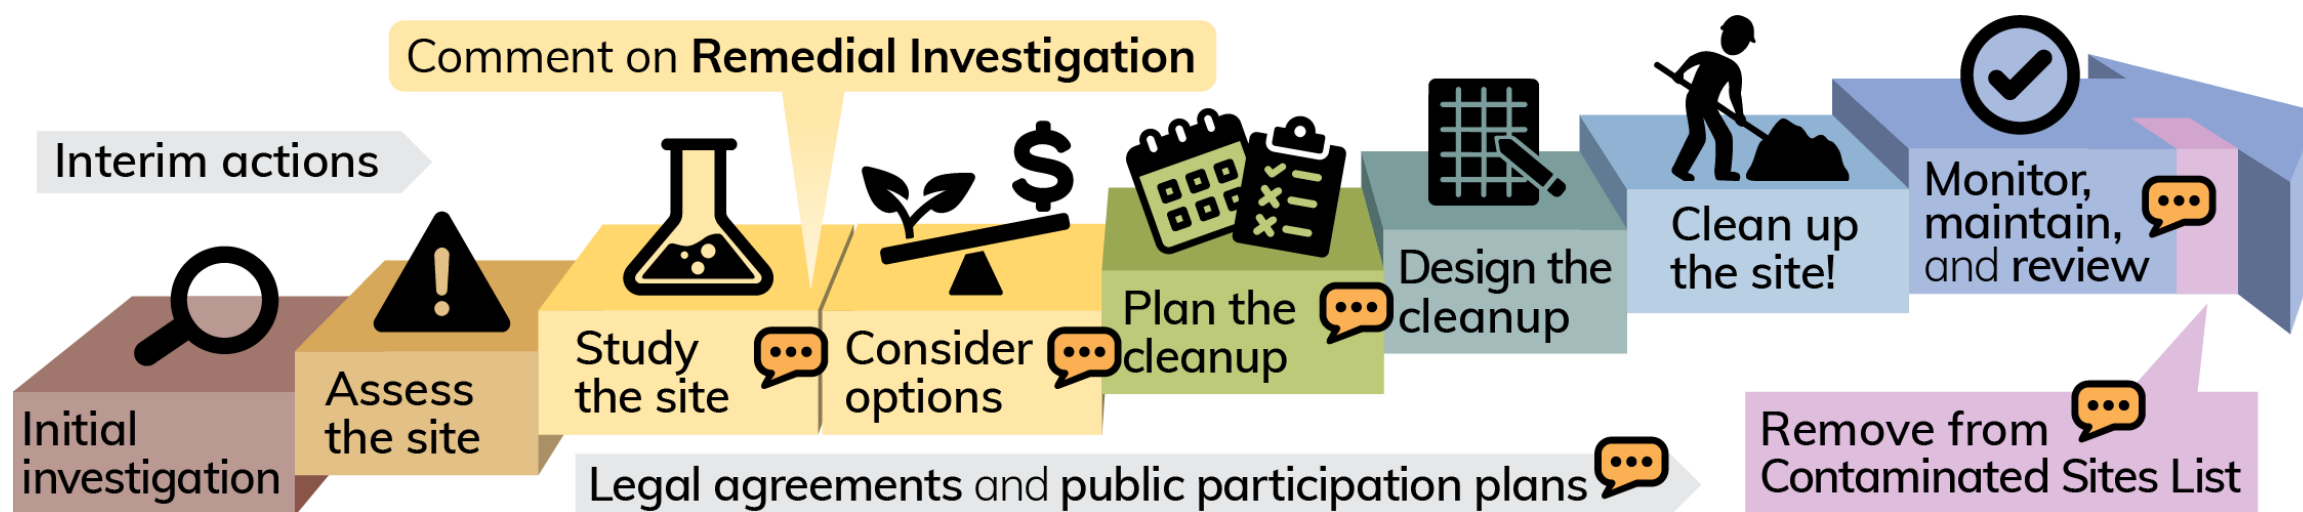 Comment on Remedial Investigation
Interim actions
Initial
investigation
Assess
the site
Study
the site
Consider
options
Plan the
cleanup
Design the
cleanup
Clean up
the site!
Monitor,
maintain,
and review
Legal agreements and public participation plans
Remove from
Contaminated Sites List